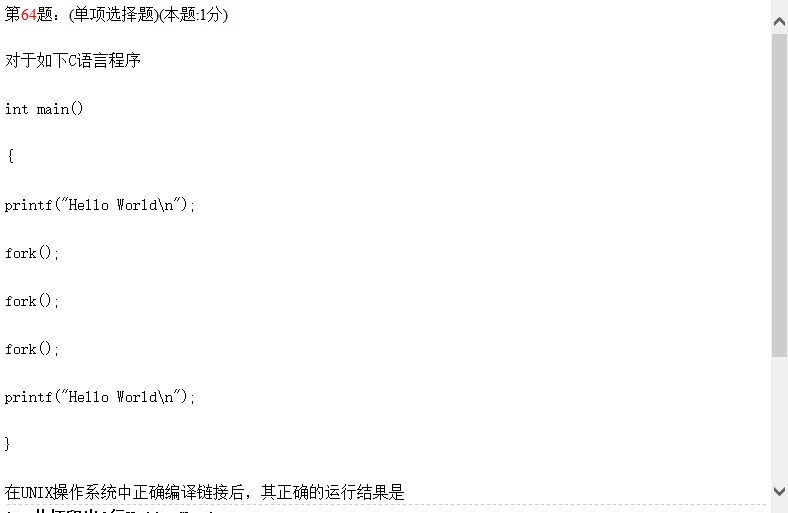 第64题：(单项选择题)(本题:1分)
对于如下C语言程序
int main()
{
printf("Hello World\n");
fork();
fork();
fork();
printf("Hello World\n");
}
在UNIX操作系统中正确编译链接后，其正确的运行结果是